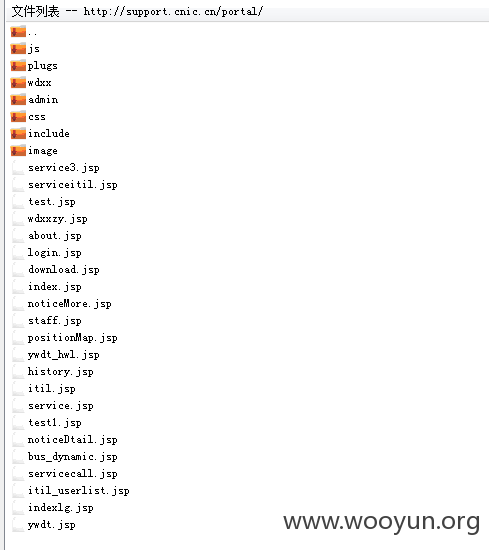 文件列表 -- http://support.cnic.cn/portal/
..
js
plugs
wdxx
admin
css
include
image
service3.jsp
serviceitil.jsp
test.jsp
wdxxzy.jsp
about.jsp
login.jsp
download.jsp
index.jsp
noticeMore.jsp
staff.jsp
positionMap.jsp
ywdt_hwl.jsp
history.jsp
itil.jsp
service.jsp
test1.jsp
noticeDtail.jsp
bus_dynamic.jsp
servicecall.jsp
itil_userlist.jsp
indexlg.jsp
ywdt.jsp
www.wooyun.org